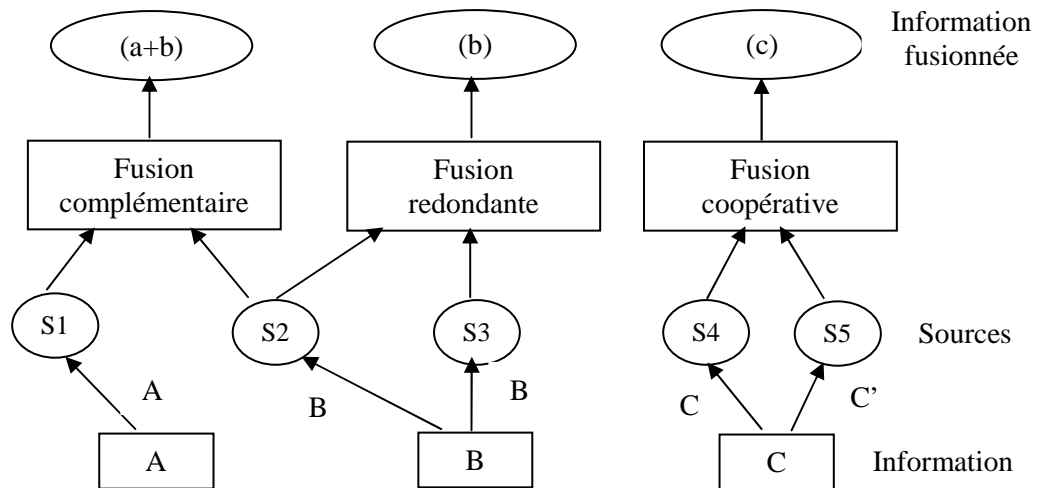 (a+b)
(b)
(c)
Information
fusionnée
Fusion
complémentaire
Fusion
redondante
Fusion
coopérative
S1
S2
S3
S4
S5
Sources
A
B
B
C
C’
A
B
C
Information